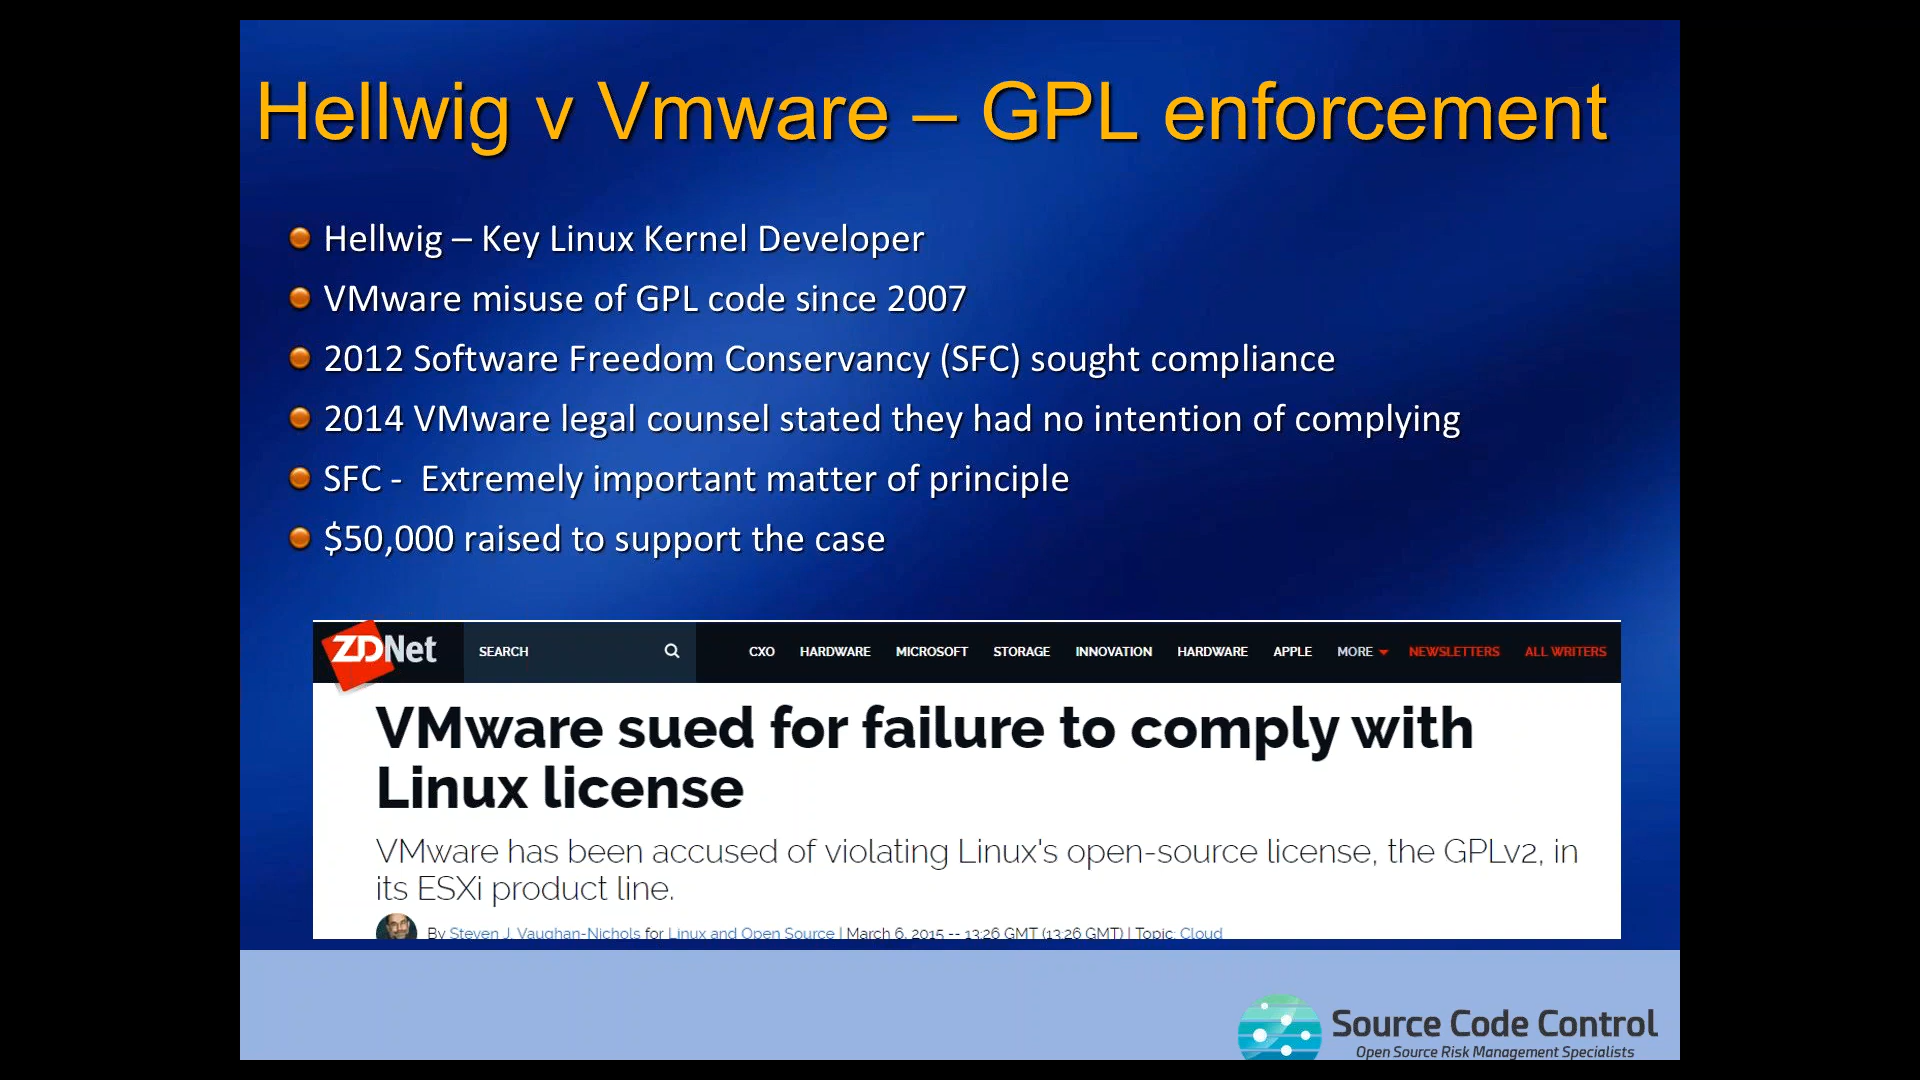 Hellwig v Vmware – GPL enforcement
Hellwig – Key Linux Kernel Developer
VMware misuse of GPL code since 2007
2012 Software Freedom Conservancy (SFC) sought compliance
2014 VMware legal counsel stated they had no intention of complying
SFC - Extremely important matter of principle
$50,000 raised to support the case
ZDNet SEARCH CXO HARDWARE MICROSOFT STORAGE INNOVATION HARDWARE APPLE MORE NEWSLETTERS ALL WRITERS
VMware sued for failure to comply with
Linux license
VMware has been accused of violating Linux's open-source license, the GPLv2, in
its ESXi product line.
By Steven J. Vaughan-Nichols for Linux and Open Source | March 6, 2015 -- 13:26 GMT (13:26 GMT) | Topic: Cloud
Source Code Control
Open Source Risk Management Specialists